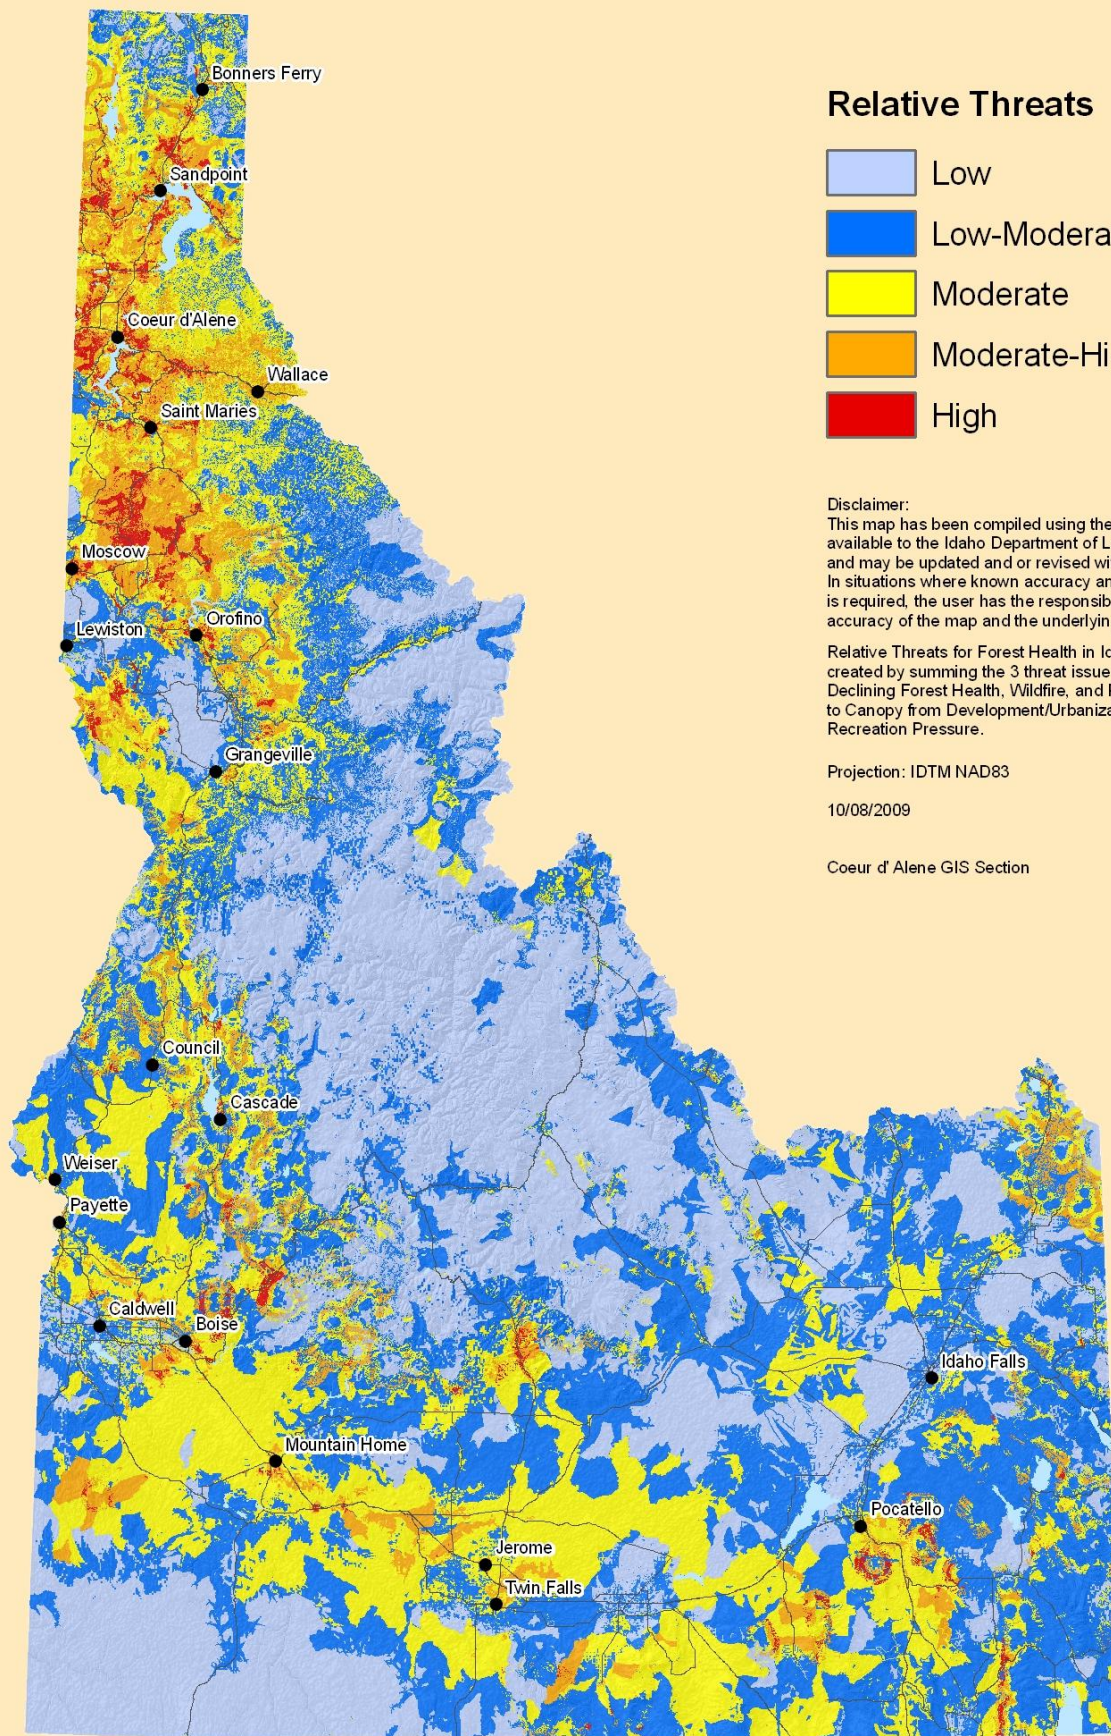 Bonners Ferry
Relative Threats
Low
Sandpoint
Low-Modera
Moderate
Coeur d'Alene
Moderate-Hi
Wallace
High
Saint Maries
Disclaimer:
This map has been compiled using the
available to the Idaho Department of L
and may be updated and or revised wi
In situations where known accuracy an
is required, the user has the responsib
accuracy of the map and the underlyin
Moscow
Orofino
Lewiston
Relative Threats for Forest Health in Id
created by summing the 3 threat issue
Declining Forest Health, Wildfire, and
to Canopy from Development/Urbaniza
Recreation Pressure.
Grangeville
Projection: IDTM NAD83
10/08/2009
Coeur d' Alene GIS Section
Council
Cascade
Weiser
Payette
Caldwell
Boise
Idaho Falls
Mountain Home
Pocatello
Jerome
Twin Falls